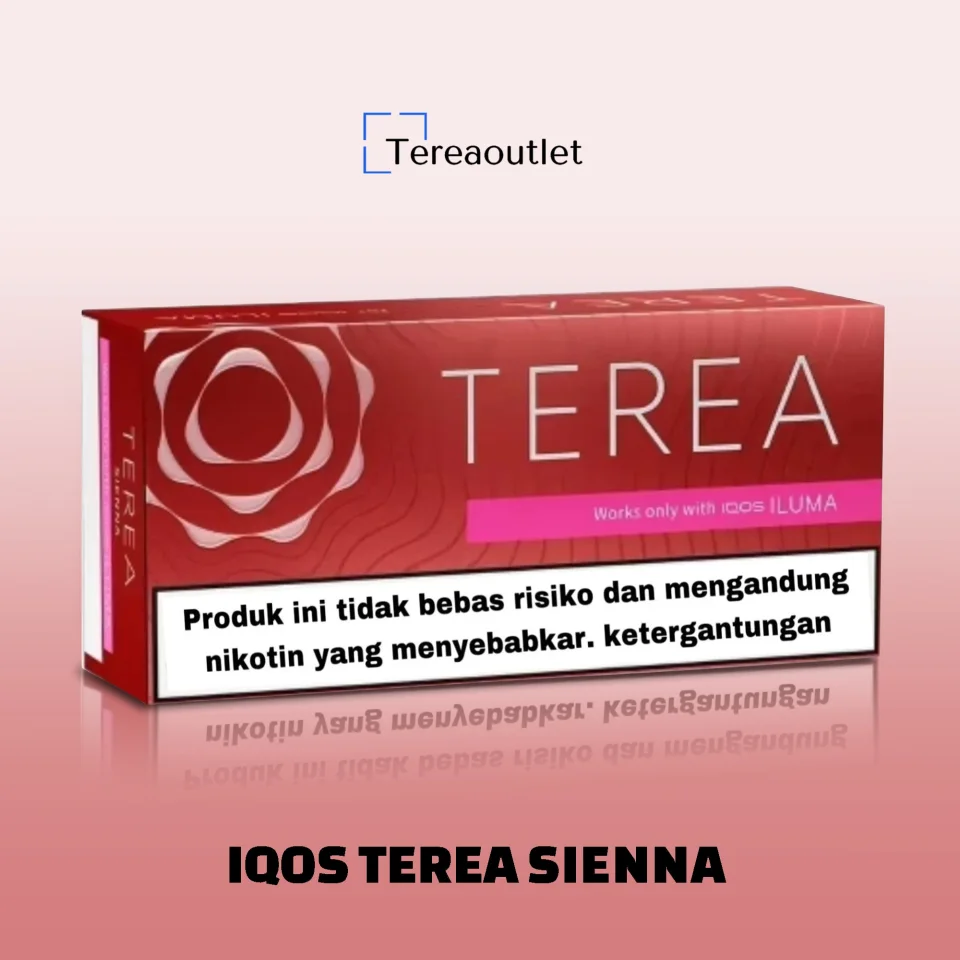 Tereaoutlet
TEREA
TEREA
Works only with IQOS ILUMA
TEREA
SIENNA
Produk ini tidak bebas risiko dan mengandung
nikotin yang menyebabkar. ketergantungan
IQOS TEREA SIENNA